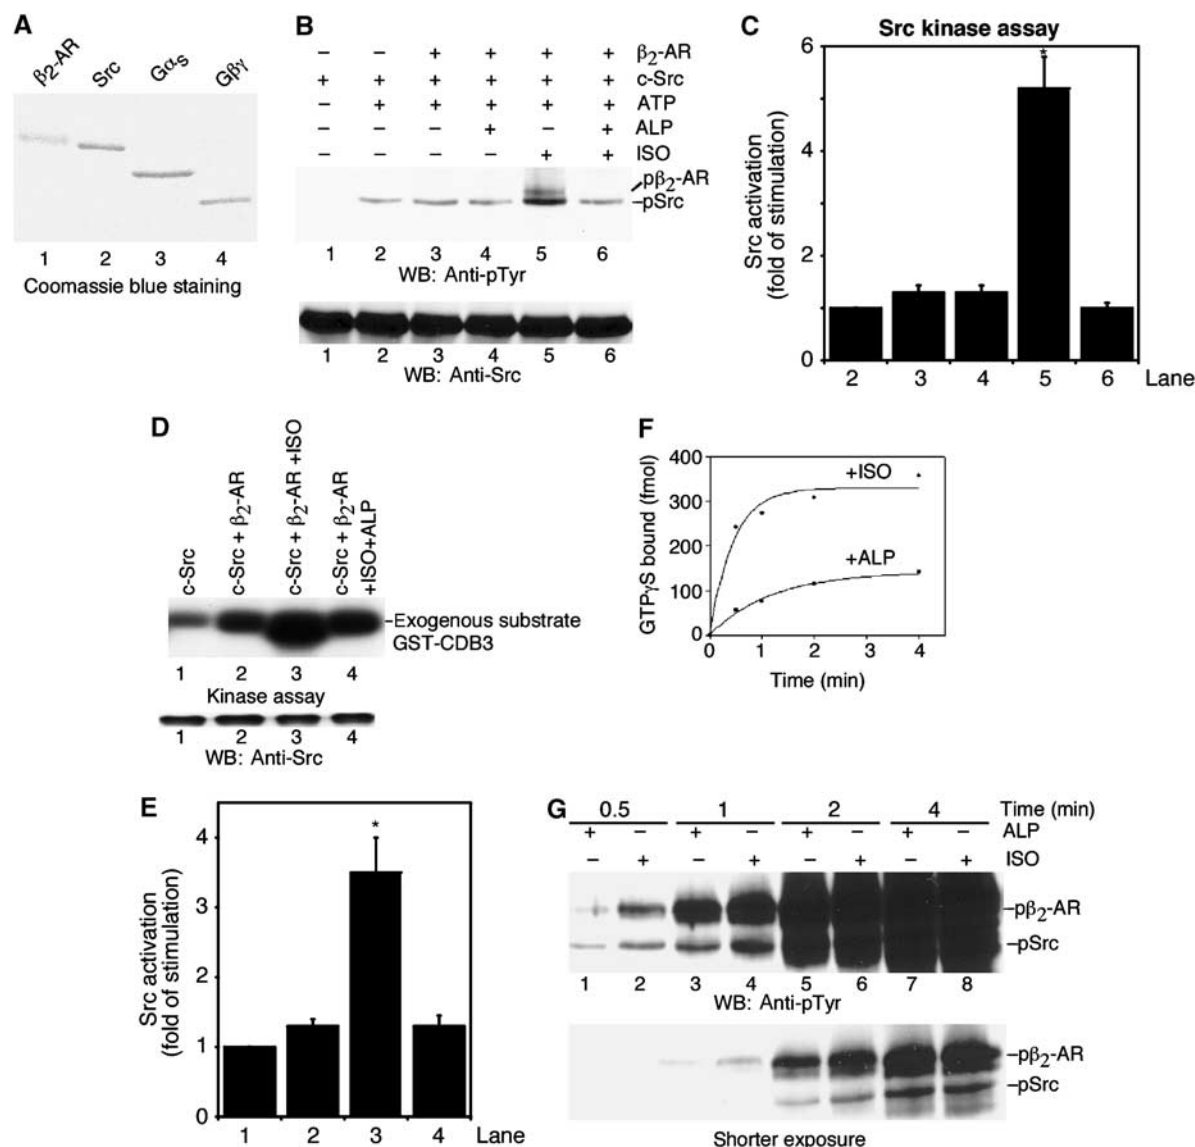 A
β2-AR Src Gαs Gβγ
1 2 3 4
Coomassie blue staining
B
– – + + + + β2-AR
+ + + + + + c-Src
– + + + + + ATP
– – – + – + ALP
– – – – + + ISO
pβ2-AR
–pSrc
1 2 3 4 5 6
WB: Anti-pTyr
1 2 3 4 5 6
WB: Anti-Src
C
Src kinase assay
Src activation
(fold of stimulation)
6
4
2
0
*
2 3 4 5 6 Lane
D
c-Src
c-Src + β2-AR
c-Src + β2-AR +ISO
c-Src + β2-AR
+ISO+ALP
–Exogenous substrate
GST-CDB3
1 2 3 4
Kinase assay
1 2 3 4
WB: Anti-Src
F
GTPγS bound (fmol)
400
300
200
100
0
+ISO
+ALP
0 1 2 3 4
Time (min)
E
Src activation
(fold of stimulation)
4
3
2
1
0
*
1 2 3 4 Lane
G
0.5 1 2 4 Time (min)
+ – + – + – + – ALP
– + – + – + – + ISO
–pβ2-AR
–pSrc
1 2 3 4 5 6 7 8
WB: Anti-pTyr
–pβ2-AR
–pSrc
Shorter exposure